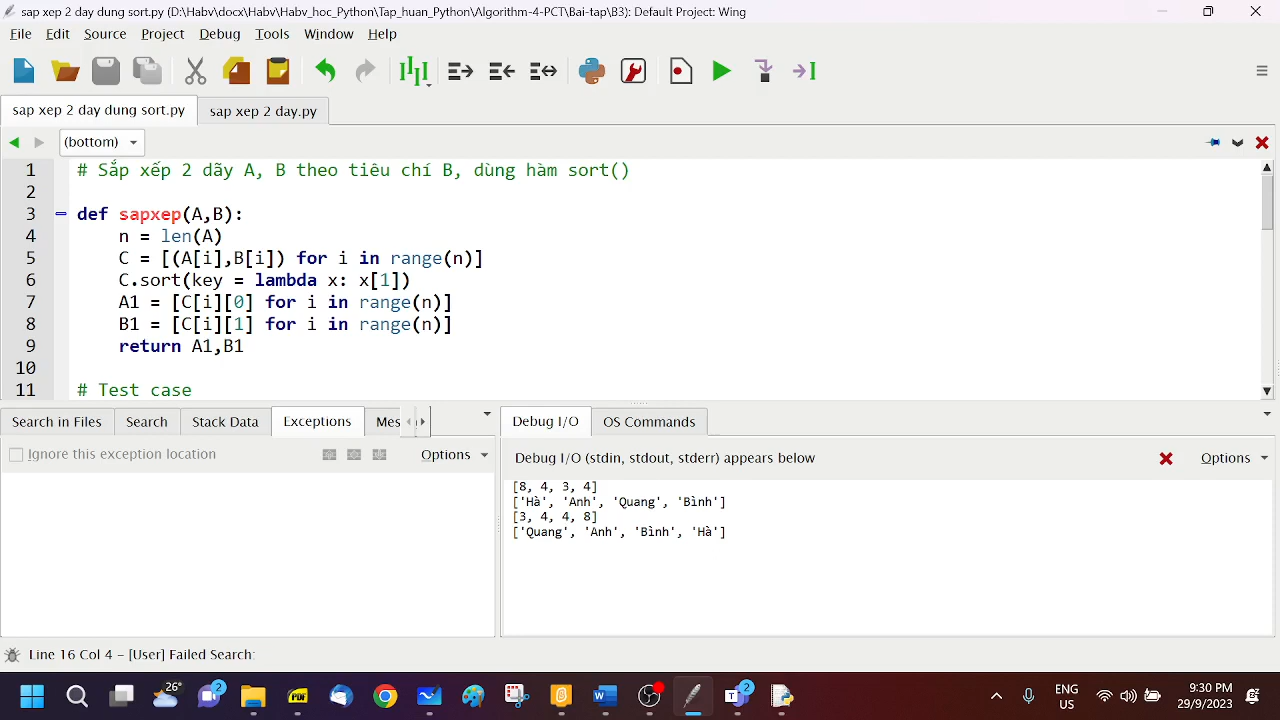 sap xep 2 day dung sort.py (D:\Habv\docx\Habv\Habv_hoc_Python\Tap_huan_Python\Algorithm-4-PCT\Bai-tap\B3): Default Project: Wing
File Edit Source Project Debug Tools Window Help
sap xep 2 day dung sort.py sap xep 2 day.py
(bottom)
1 # Sắp xếp 2 dãy A, B theo tiêu chí B, dùng hàm sort()
2
3 def sapxep(A,B):
4 n = len(A)
5 C = [(A[i],B[i]) for i in range(n)]
6 C.sort(key = lambda x: x[1])
7 A1 = [C[i][0] for i in range(n)]
8 B1 = [C[i][1] for i in range(n)]
9 return A1,B1
10
11 # Test case
Search in Files Search Stack Data Exceptions Mes
Ignore this exception location Options
Debug I/O OS Commands
Debug I/O (stdin, stdout, stderr) appears below Options
[8, 4, 3, 4]
['Hà', 'Anh', 'Quang', 'Bình']
[3, 4, 4, 8]
['Quang', 'Anh', 'Bình', 'Hà']
Line 16 Col 4 – [User] Failed Search:
26° 2 PDF 2 ENG US 9:30 PM 29/9/2023